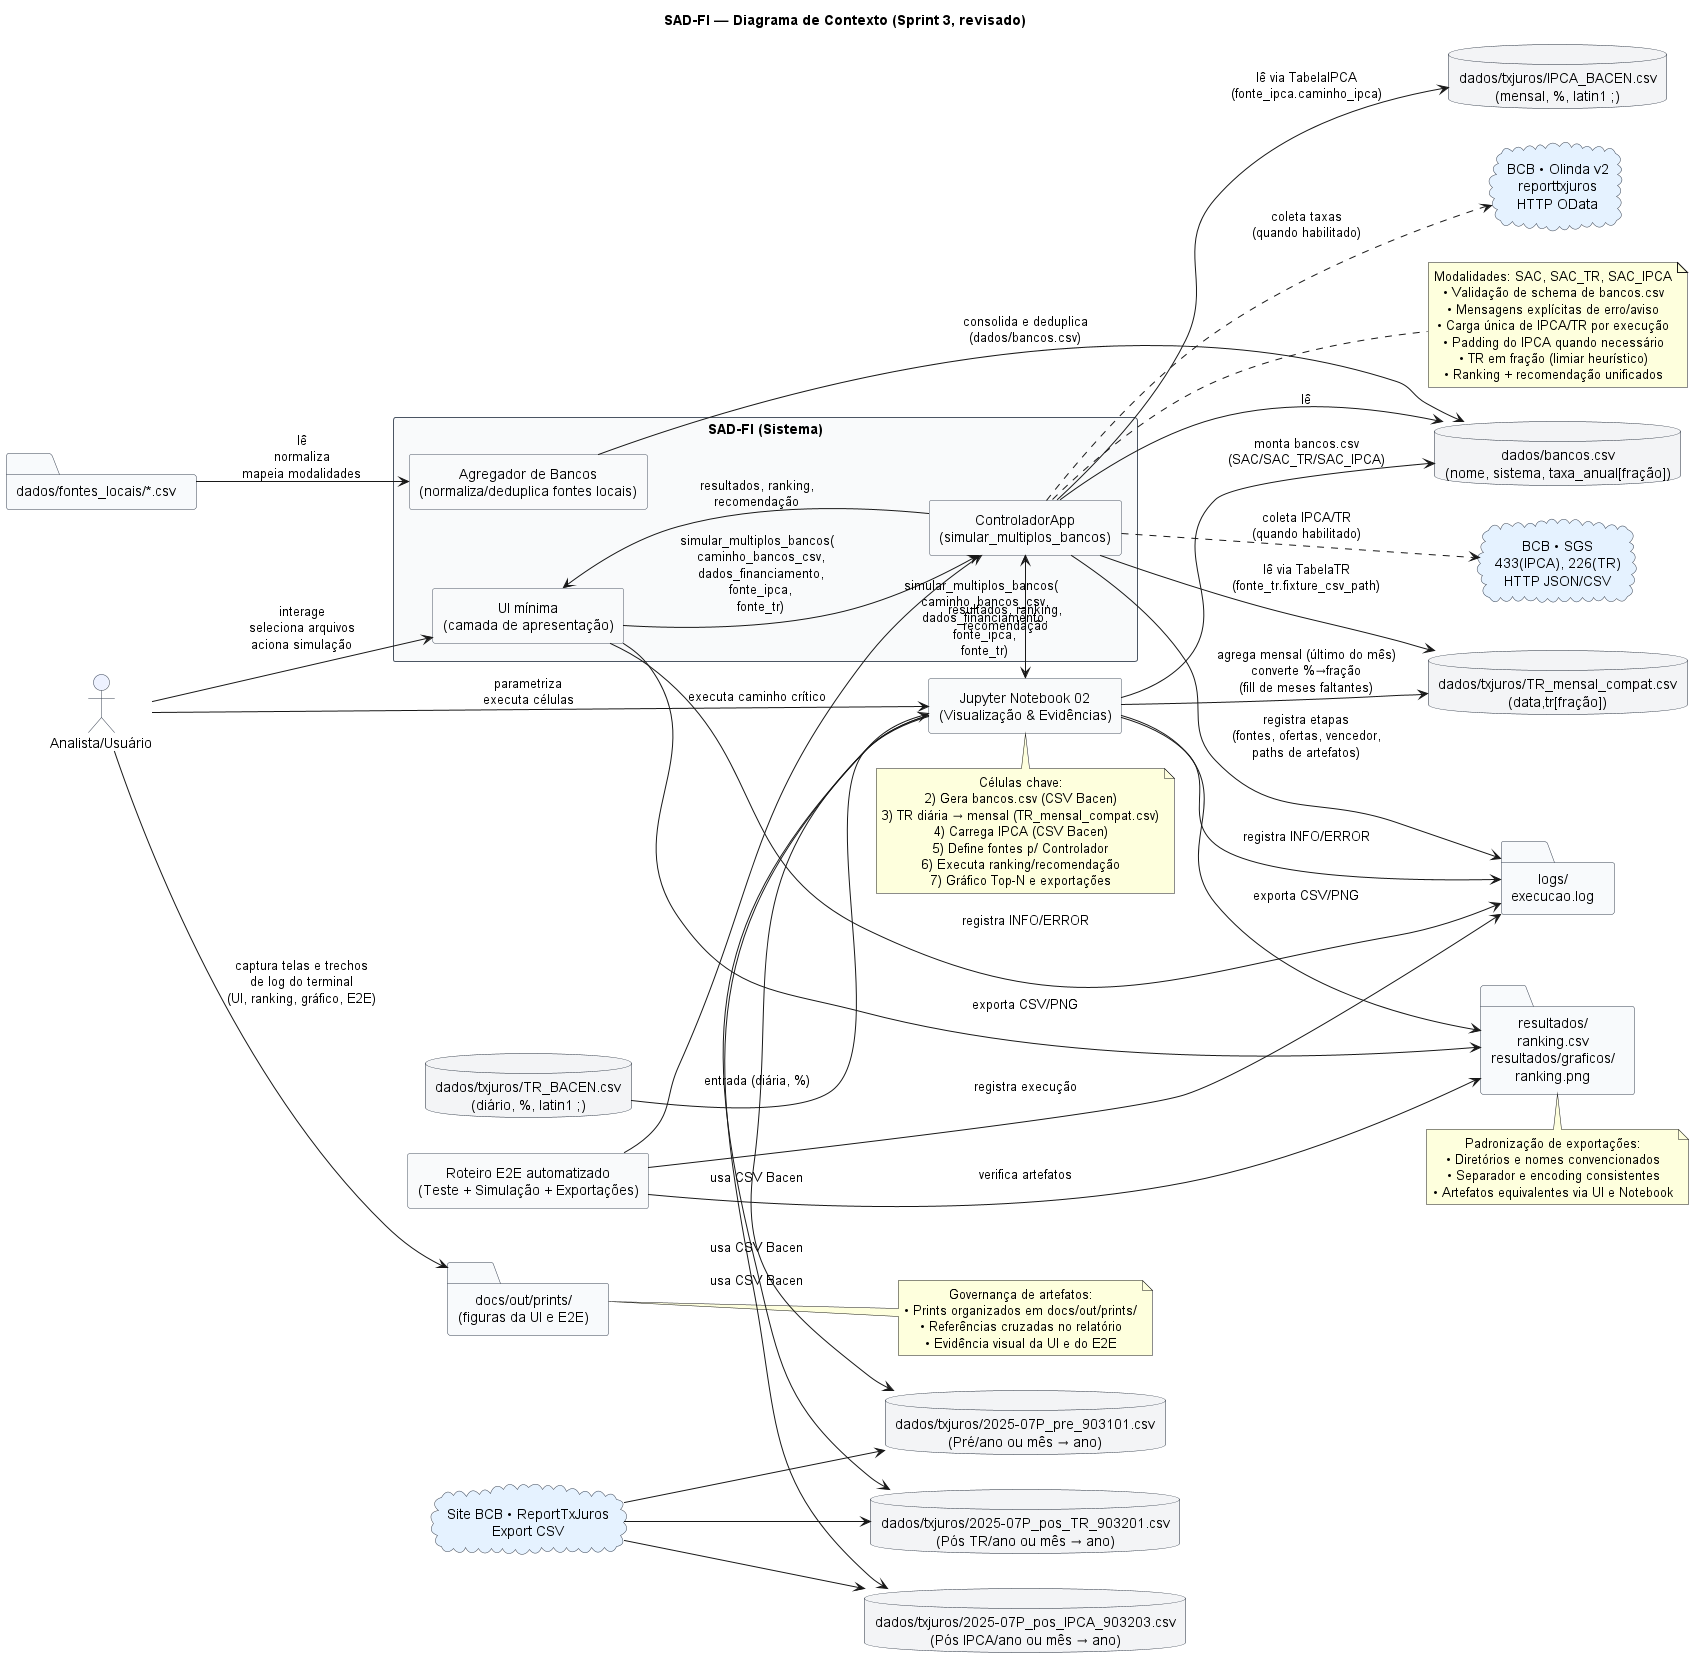 SAD-FI — Diagrama de Contexto (Sprint 3, revisado)
dados/txjuros/IPCA_BACEN.csv
(mensal, %, latin1 ;)
lê via TabelaIPCA
(fonte_ipca.caminho_ipca)
BCB • Olinda v2
reporttxjuros
HTTP OData
coleta taxas
(quando habilitado)
Modalidades: SAC, SAC_TR, SAC_IPCA
• Validação de schema de bancos.csv
• Mensagens explícitas de erro/aviso
• Carga única de IPCA/TR por execução
• Padding do IPCA quando necessário
• TR em fração (limiar heurístico)
• Ranking + recomendação unificados
consolida e deduplica
(dados/bancos.csv)
lê
dados/bancos.csv
(nome, sistema, taxa_anual[fração])
monta bancos.csv
(SAC/SAC_TR/SAC_IPCA)
SAD-FI (Sistema)
lê
normaliza
mapeia modalidades
dados/fontes_locais/*.csv
Agregador de Bancos
(normaliza/deduplica fontes locais)
resultados, ranking,
recomendação
ControladorApp
(simular_multiplos_bancos)
coleta IPCA/TR
(quando habilitado)
BCB • SGS
433(IPCA), 226(TR)
HTTP JSON/CSV
simular_multiplos_bancos(
caminho_bancos_csv,
dados_financiamento,
fonte_ipca,
fonte_tr)
lê via TabelaTR
(fonte_tr.fixture_csv_path)
simular_multiplos_bancos(
caminho_bancos_csv,
dados_financiamento,
fonte_ipca,
fonte_tr)
resultados, ranking,
recomendação
UI mínima
(camada de apresentação)
interage
seleciona arquivos
aciona simulação
agrega mensal (último do mês)
converte %→fração
(fill de meses faltantes)
dados/txjuros/TR_mensal_compat.csv
(data,tr[fração])
parametriza
executa células
executa caminho crítico
Jupyter Notebook 02
(Visualização & Evidências)
Analista/Usuário
registra etapas
(fontes, ofertas, vencedor,
paths de artefatos)
Células chave:
2) Gera bancos.csv (CSV Bacen)
3) TR diária → mensal (TR_mensal_compat.csv)
4) Carrega IPCA (CSV Bacen)
5) Define fontes p/ Controlador
6) Executa ranking/recomendação
7) Gráfico Top-N e exportações
registra INFO/ERROR
logs/
execucao.log
exporta CSV/PNG
registra INFO/ERROR
captura telas e trechos
de log do terminal
(UI, ranking, gráfico, E2E)
exporta CSV/PNG
resultados/
ranking.csv
resultados/graficos/
ranking.png
dados/txjuros/TR_BACEN.csv
(diário, %, latin1 ;)
entrada (diária, %)
registra execução
Roteiro E2E automatizado
(Teste + Simulação + Exportações)
usa CSV Bacen
verifica artefatos
Padronização de exportações:
• Diretórios e nomes convencionados
• Separador e encoding consistentes
• Artefatos equivalentes via UI e Notebook
usa CSV Bacen
usa CSV Bacen
docs/out/prints/
(figuras da UI e E2E)
Governança de artefatos:
• Prints organizados em docs/out/prints/
• Referências cruzadas no relatório
• Evidência visual da UI e do E2E
dados/txjuros/2025-07P_pre_903101.csv
(Pré/ano ou mês → ano)
Site BCB • ReportTxJuros
Export CSV
dados/txjuros/2025-07P_pos_TR_903201.csv
(Pós TR/ano ou mês → ano)
dados/txjuros/2025-07P_pos_IPCA_903203.csv
(Pós IPCA/ano ou mês → ano)